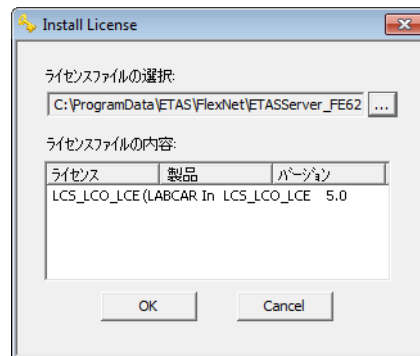 Install License
ライセンスファイルの選択:
C:\ProgramData\ETAS\FlexNet\ETASServer_FE62 ...
ライセンスファイルの内容:
ライセンス 製品 バージョン
LCS_LCO_LCE (LABCAR In LCS_LCO_LCE 5.0
OK Cancel